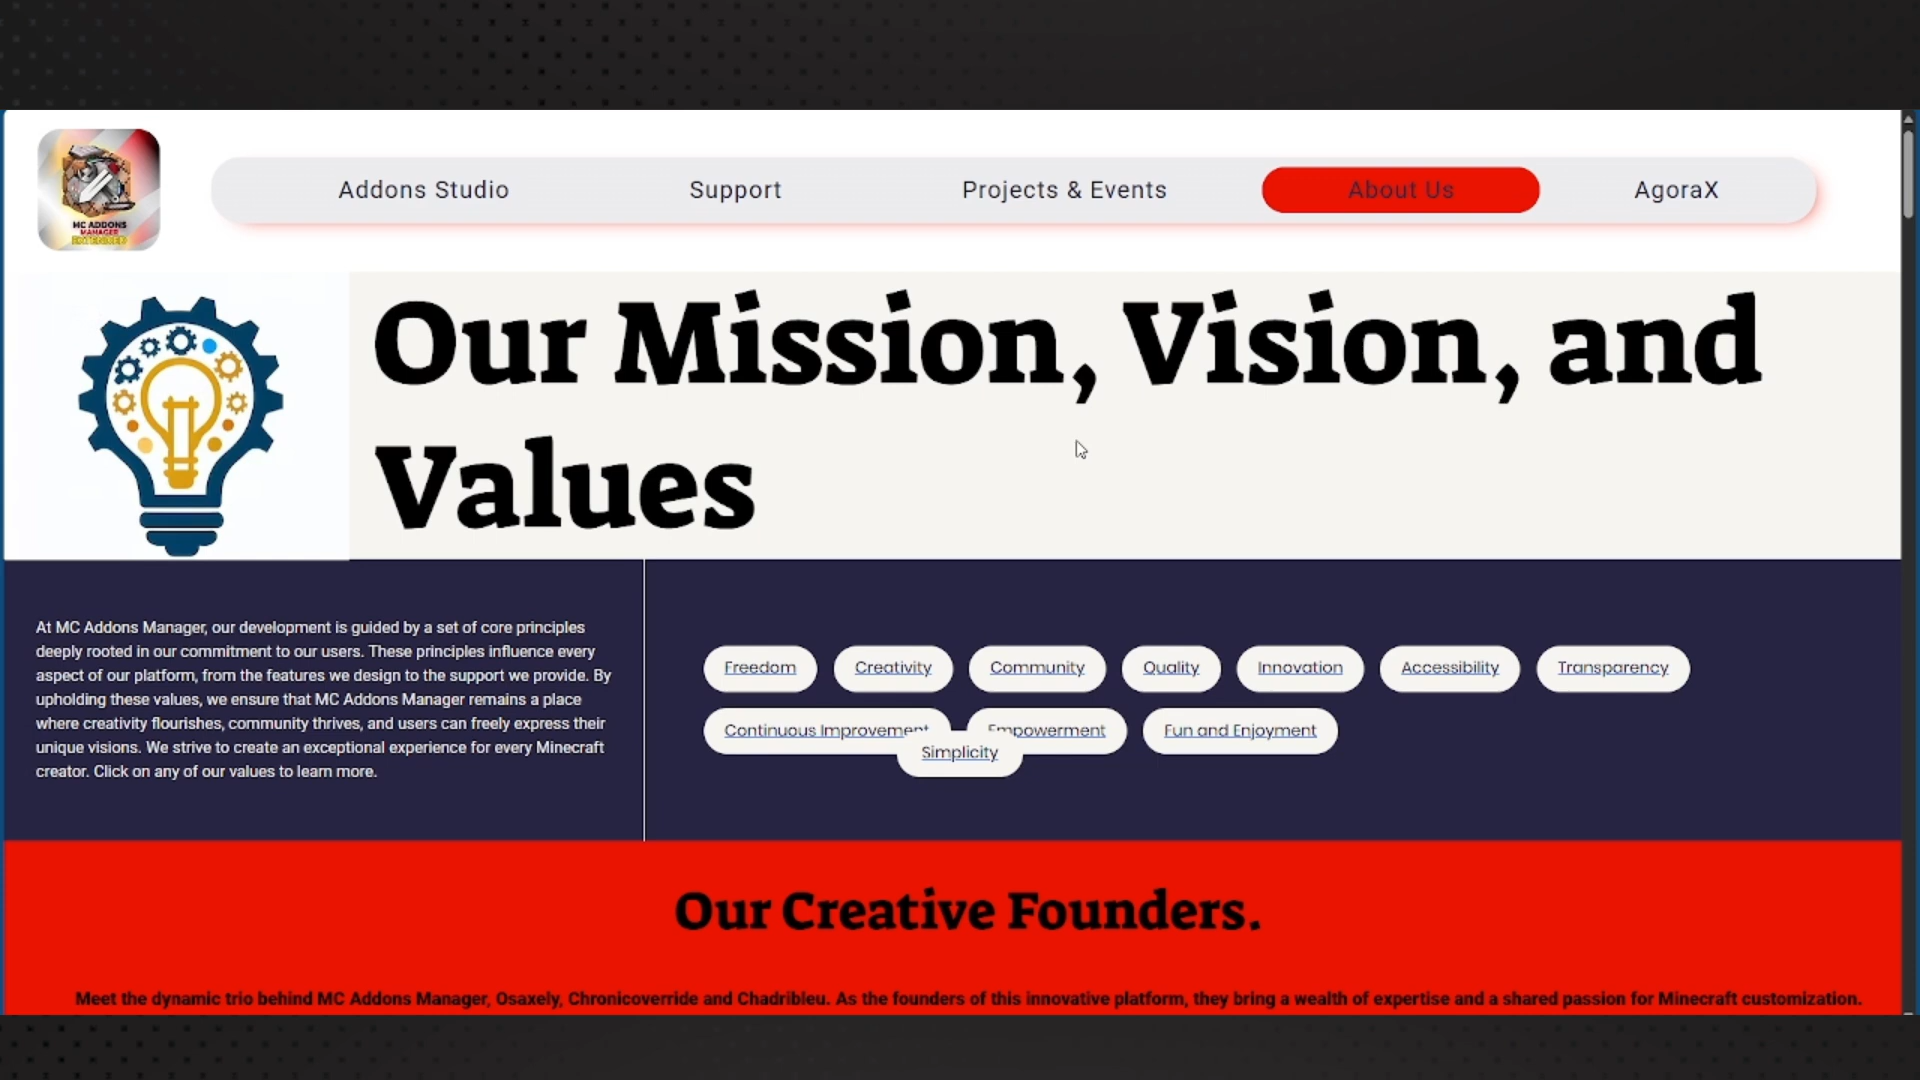 MC ADDONS
MANAGER
EXTENDED
Addons Studio
Support
Projects & Events
About Us
AgoraX
Our Mission, Vision, and
Values
At MC Addons Manager, our development is guided by a set of core principles
deeply rooted in our commitment to our users. These principles influence every
aspect of our platform, from the features we design to the support we provide. By
upholding these values, we ensure that MC Addons Manager remains a place
where creativity flourishes, community thrives, and users can freely express their
unique visions. We strive to create an exceptional experience for every Minecraft
creator. Click on any of our values to learn more.
Freedom
Creativity
Community
Quality
Innovation
Accessibility
Transparency
Continuous Improvement
Empowerment
Fun and Enjoyment
Simplicity
Our Creative Founders.
Meet the dynamic trio behind MC Addons Manager, Osaxely, Chronicoverride and Chadribleu. As the founders of this innovative platform, they bring a wealth of expertise and a shared passion for Minecraft customization.